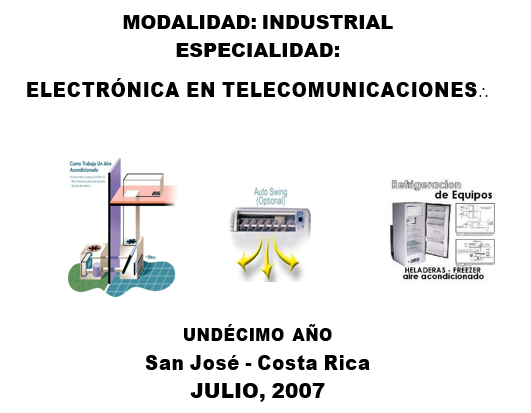 MODALIDAD: INDUSTRIAL
ESPECIALIDAD:
ELECTRÓNICA EN TELECOMUNICACIONES∴
Como Trabaja Un Aire
Acondicionado
Auto Swing
(Optional)
Refrigeracion
de Equipos
HELADERAS - FREEZER
aire acondicionado
UNDÉCIMO AÑO
San José - Costa Rica
JULIO, 2007